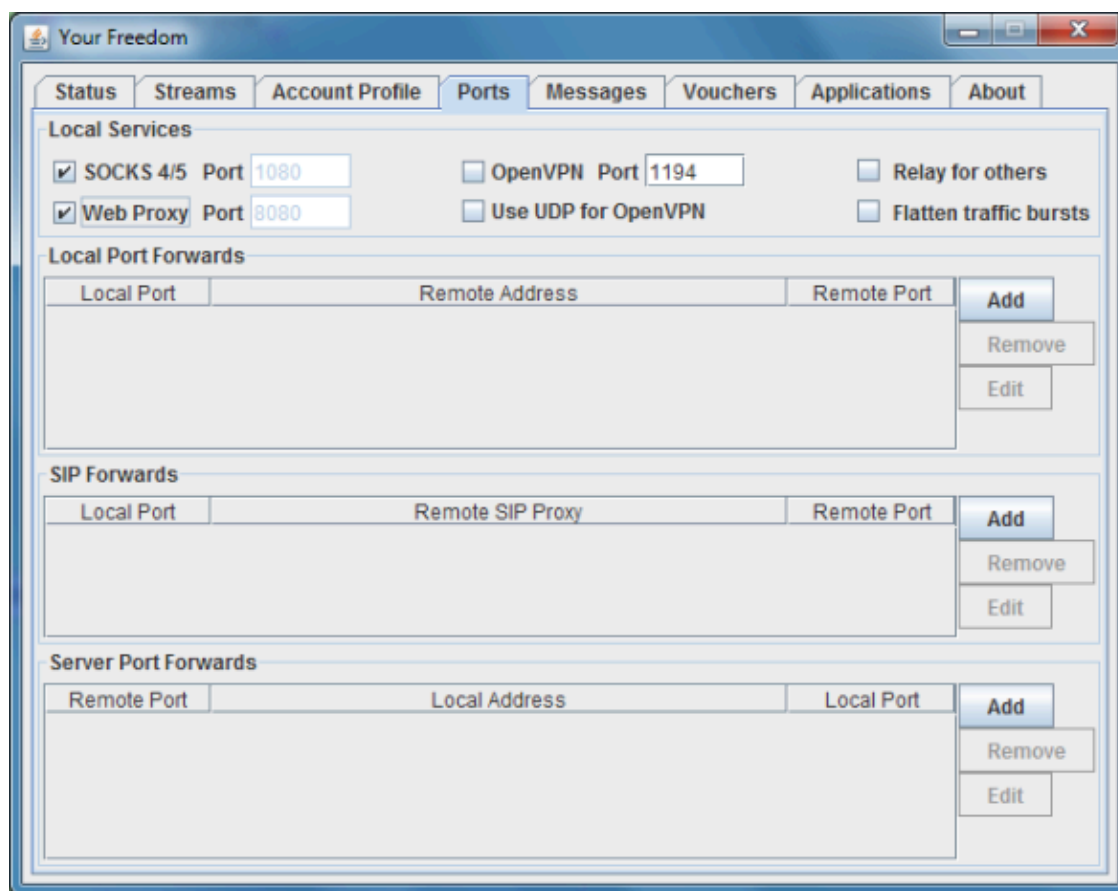 Your Freedom
Status Streams Account Profile Ports Messages Vouchers Applications About
Local Services
SOCKS 4/5 Port 1080 OpenVPN Port 1194 Relay for others
Web Proxy Port 8080 Use UDP for OpenVPN Flatten traffic bursts
Local Port Forwards
Local Port Remote Address Remote Port Add
Remove
Edit
SIP Forwards
Local Port Remote SIP Proxy Remote Port Add
Remove
Edit
Server Port Forwards
Remote Port Local Address Local Port Add
Remove
Edit